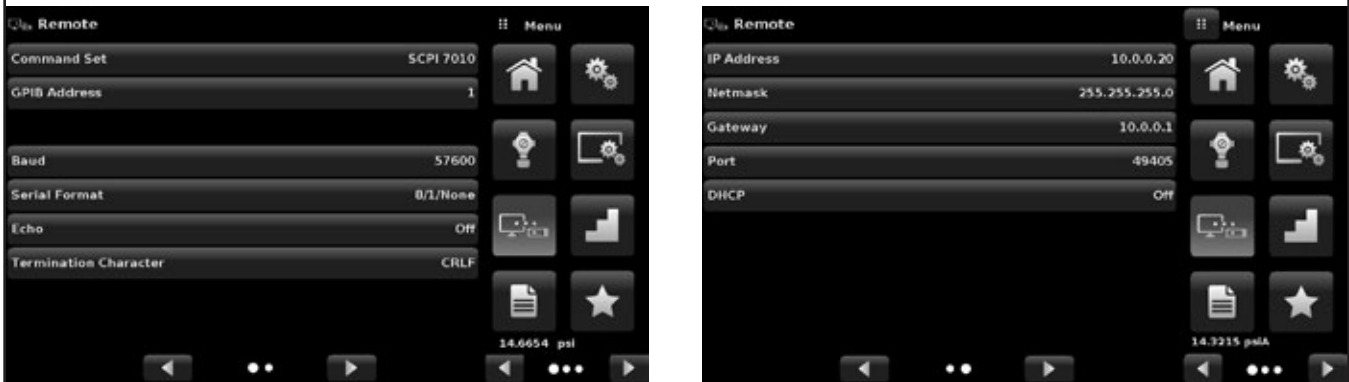 Remote
Menu
Command Set SCPI 7010
GPIB Address 1
Baud 57600
Serial Format 8/1/None
Echo Off
Termination Character CRLF
14.6654 psi
Remote
Menu
IP Address 10.0.0.20
Netmask 255.255.255.0
Gateway 10.0.0.1
Port 49405
DHCP Off
14.3215 psiA